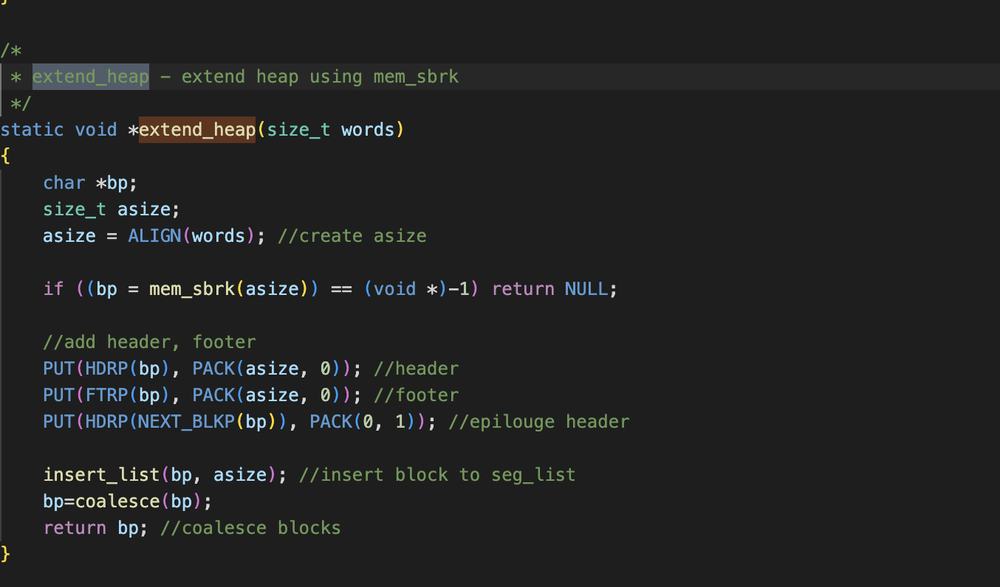 }
/*
 * extend_heap – extend heap using mem_sbrk
 */
static void *extend_heap(size_t words)
{
    char *bp;
    size_t asize;
    asize = ALIGN(words); //create asize
    if ((bp = mem_sbrk(asize)) == (void *)-1) return NULL;
    //add header, footer
    PUT(HDRP(bp), PACK(asize, 0)); //header
    PUT(FTRP(bp), PACK(asize, 0)); //footer
    PUT(HDRP(NEXT_BLKP(bp)), PACK(0, 1)); //epilouge header
    insert_list(bp, asize); //insert block to seg_list
    bp=coalesce(bp);
    return bp; //coalesce blocks
}